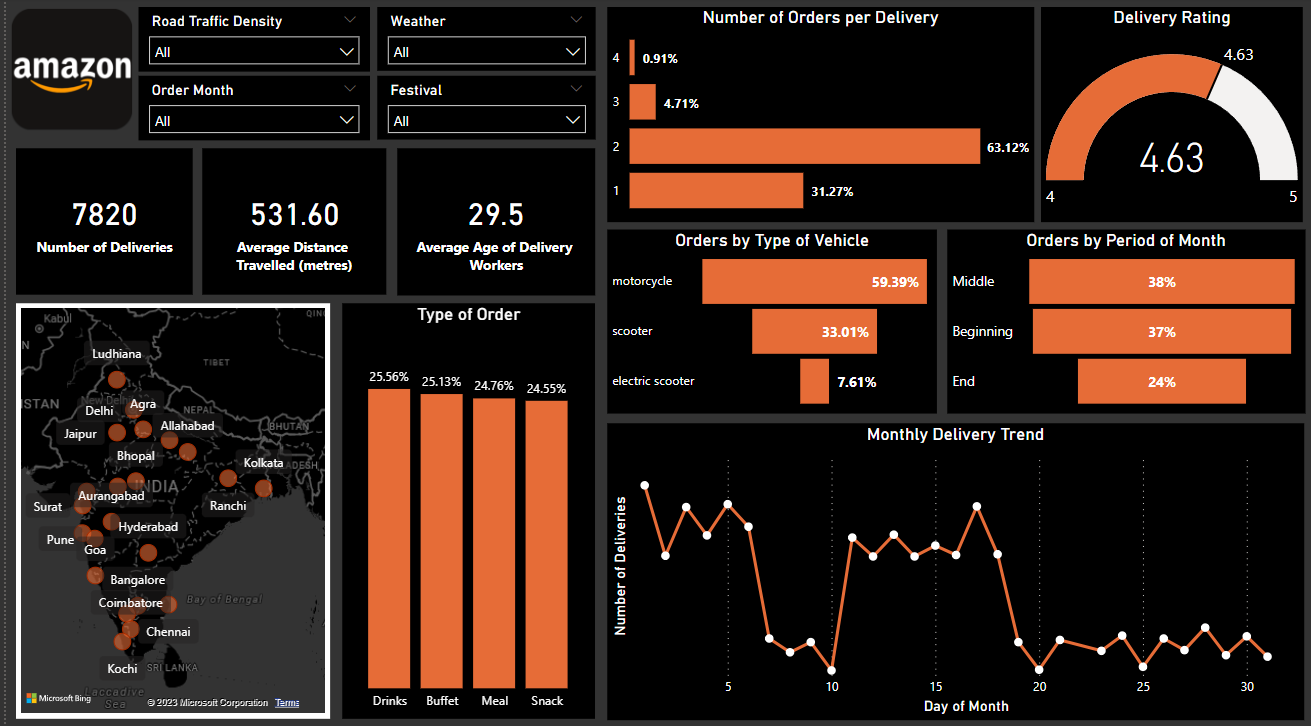 amazon
Road Traffic Density
All
Weather
All
Order Month
All
Festival
All
7820
Number of Deliveries
531.60
Average Distance
Travelled (metres)
29.5
Average Age of Delivery
Workers
Number of Orders per Delivery
4
0.91%
3
4.71%
2
63.12%
1
31.27%
Delivery Rating
4.63
4.63
4
5
Orders by Type of Vehicle
motorcycle
59.39%
scooter
33.01%
electric scooter
7.61%
Orders by Period of Month
Middle
38%
Beginning
37%
End
24%
Kabul
QING
Ludhiana
TIBET
ISTAN
New Delhi
Delhi
Agra
NEPAL
Jaipur
Allahabad
BHUTAN
Bhopal
Kolkata
ADESH
Aurangabad
INDIA
Surat
Ranchi
Pune
Hyderabad
Goa
Bangalore
Coimbatore
Bay of Bengal
Chennai
Kochi
SRI LANKA
Laccadive
Sea
Microsoft Bing
© 2023 Microsoft Corporation
Terms
Type of Order
25.56%
25.13%
24.76%
24.55%
Drinks
Buffet
Meal
Snack
Monthly Delivery Trend
Number of Deliveries
5
10
15
20
25
30
Day of Month